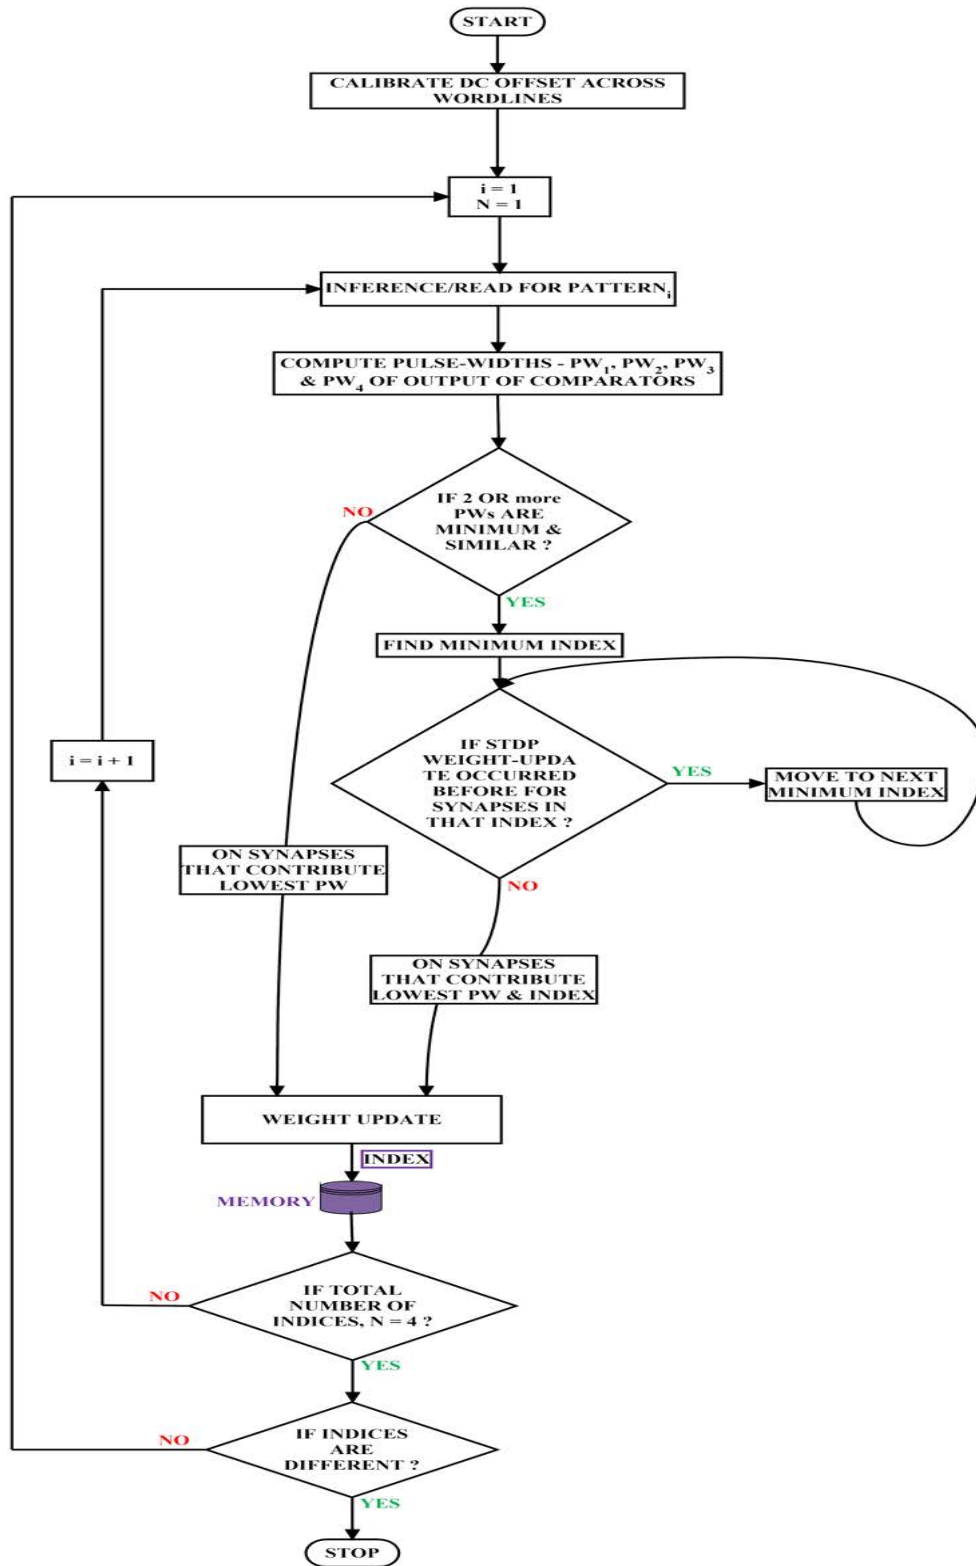 START
CALIBRATE DC OFFSET ACROSS
WORDLINES
i = 1
N = 1
INFERENCE/READ FOR PATTERNᵢ
COMPUTE PULSE-WIDTHS - PW₁, PW₂, PW₃
& PW₄ OF OUTPUT OF COMPARATORS
IF 2 OR more
PWs ARE
MINIMUM &
SIMILAR ?
NO
YES
FIND MINIMUM INDEX
IF STDP
WEIGHT-UPDA
TE OCCURRED
BEFORE FOR
SYNAPSES IN
THAT INDEX ?
YES
MOVE TO NEXT
MINIMUM INDEX
i = i + 1
NO
ON SYNAPSES
THAT CONTRIBUTE
LOWEST PW
ON SYNAPSES
THAT CONTRIBUTE
LOWEST PW & INDEX
WEIGHT UPDATE
INDEX
MEMORY
IF TOTAL
NUMBER OF
INDICES, N = 4 ?
NO
YES
IF INDICES
ARE
DIFFERENT ?
NO
YES
STOP